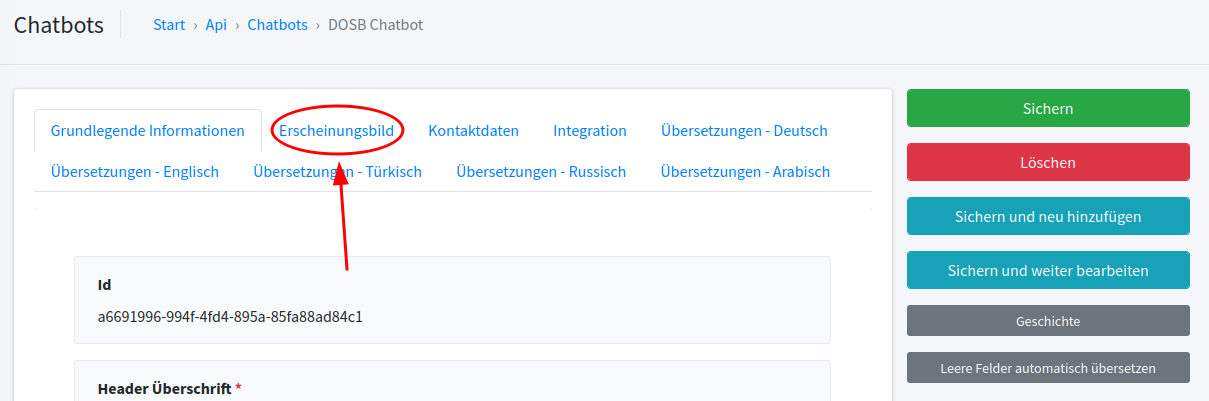 Chatbots
Start › Api › Chatbots › DOSB Chatbot
Grundlegende Informationen Erscheinungsbild Kontaktdaten Integration Übersetzungen - Deutsch
Übersetzungen - Englisch Übersetzungen - Türkisch Übersetzungen - Russisch Übersetzungen - Arabisch
Id
a6691996-994f-4fd4-895a-85fa88ad84c1
Header Überschrift *
Sichern
Löschen
Sichern und neu hinzufügen
Sichern und weiter bearbeiten
Geschichte
Leere Felder automatisch übersetzen